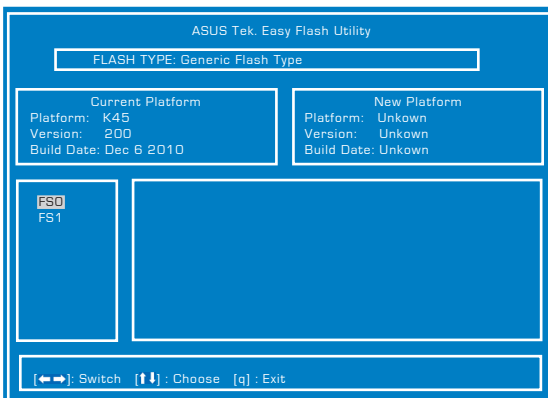 ASUS Tek. Easy Flash Utility
FLASH TYPE: Generic Flash Type
Current Platform
Platform: K45
Version: 200
Build Date: Dec 6 2010
New Platform
Platform: Unkown
Version: Unkown
Build Date: Unkown
FS0
FS1
[←→]: Switch [↑↓] : Choose [q] : Exit